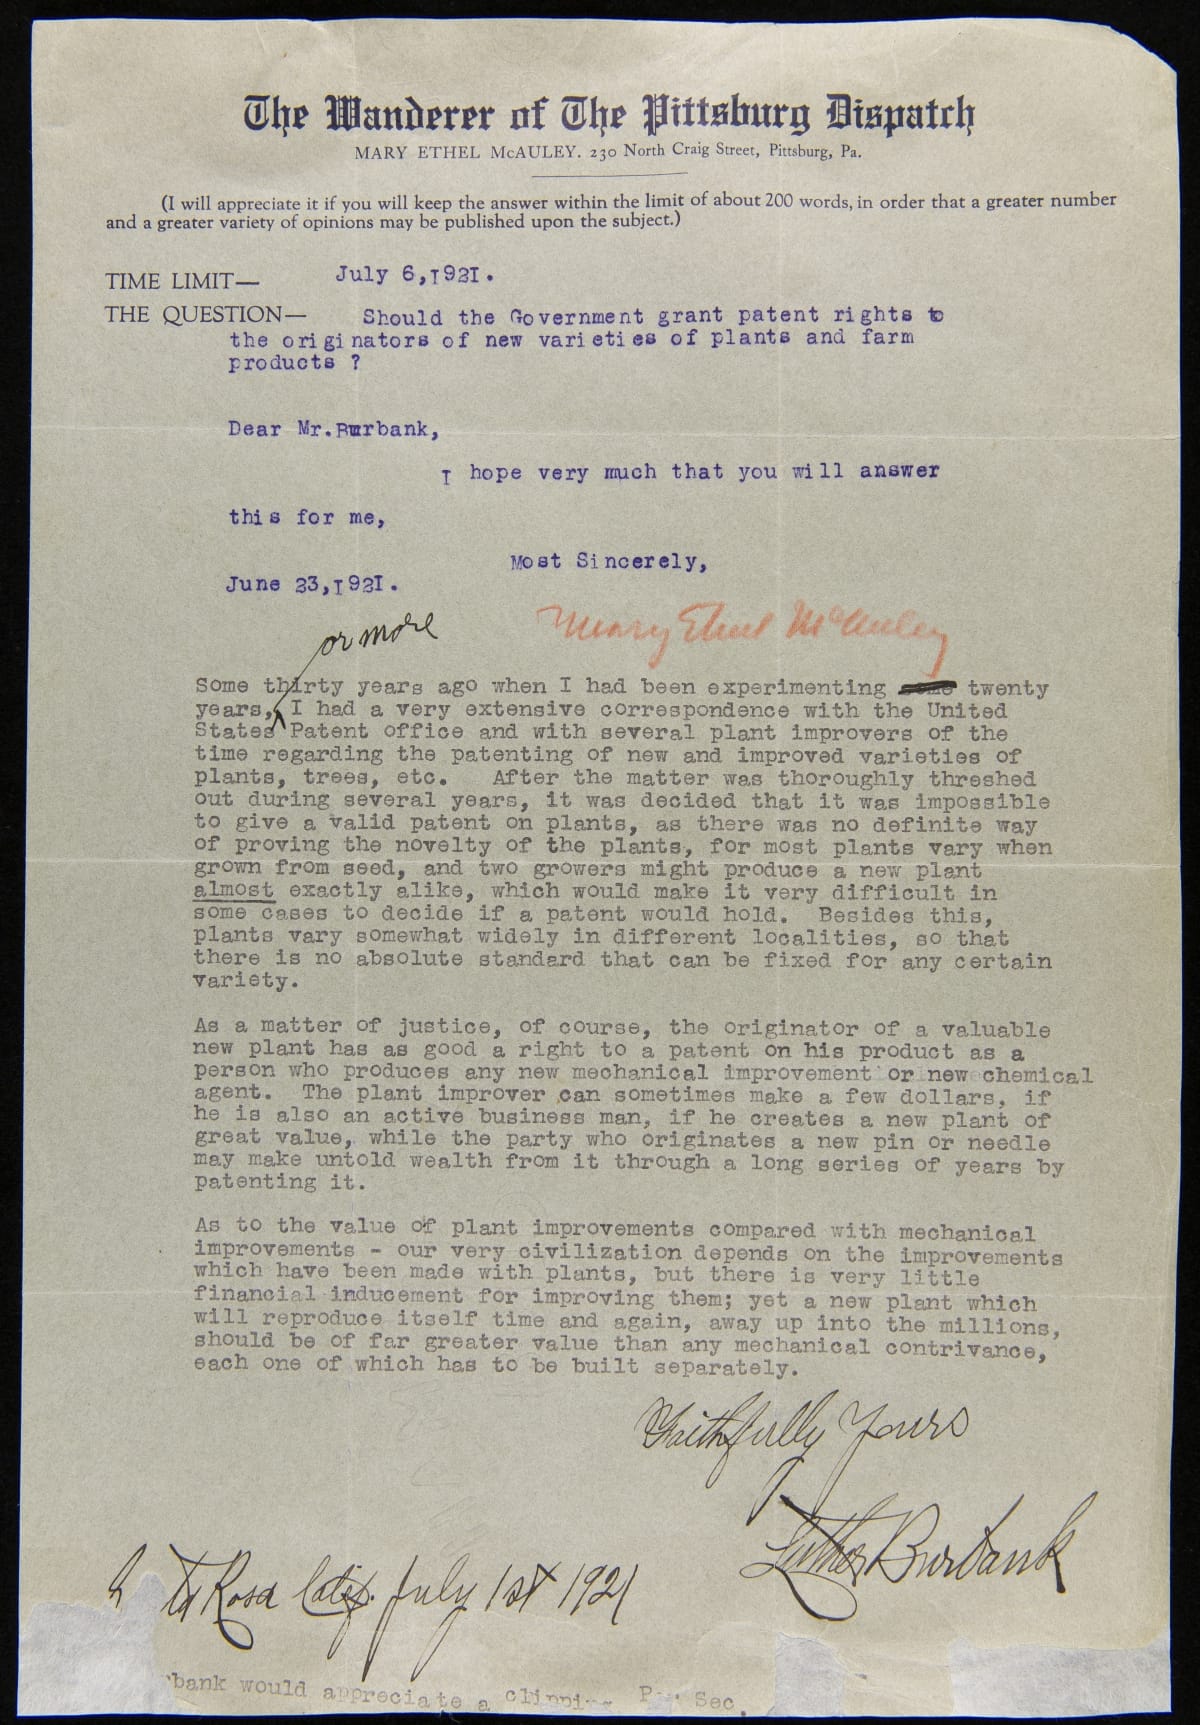 The Wanderer of The Pittsburg Dispatch
MARY ETHEL McAULEY. 230 North Craig Street, Pittsburg, Pa.
(I will appreciate it if you will keep the answer within the limit of about 200 words, in order that a greater number
and a greater variety of opinions may be published upon the subject.)
TIME LIMIT— July 6,1921.
THE QUESTION— Should the Government grant patent rights to
the originators of new varieties of plants and farm
products ?
Dear Mr.Burbank,
I hope very much that you will answer
this for me,
Most Sincerely,
June 23,1921.
Mary Ethel McAuley
or more
Some thirty years ago when I had been experimenting twenty
years, I had a very extensive correspondence with the United
States Patent office and with several plant improvers of the
time regarding the patenting of new and improved varieties of
plants, trees, etc. After the matter was thoroughly threshed
out during several years, it was decided that it was impossible
to give a valid patent on plants, as there was no definite way
of proving the novelty of the plants, for most plants vary when
grown from seed, and two growers might produce a new plant
almost exactly alike, which would make it very difficult in
some cases to decide if a patent would hold. Besides this,
plants vary somewhat widely in different localities, so that
there is no absolute standard that can be fixed for any certain
variety.
As a matter of justice, of course, the originator of a valuable
new plant has as good a right to a patent on his product as a
person who produces any new mechanical improvement or new chemical
agent. The plant improver can sometimes make a few dollars, if
he is also an active business man, if he creates a new plant of
great value, while the party who originates a new pin or needle
may make untold wealth from it through a long series of years by
patenting it.
As to the value of plant improvements compared with mechanical
improvements - our very civilization depends on the improvements
which have been made with plants, but there is very little
financial inducement for improving them; yet a new plant which
will reproduce itself time and again, away up into the millions,
should be of far greater value than any mechanical contrivance,
each one of which has to be built separately.
Faithfully Yours
Luther Burbank
ta Rosa Calif. July 1st 1921
rbank would appreciate a Sec.